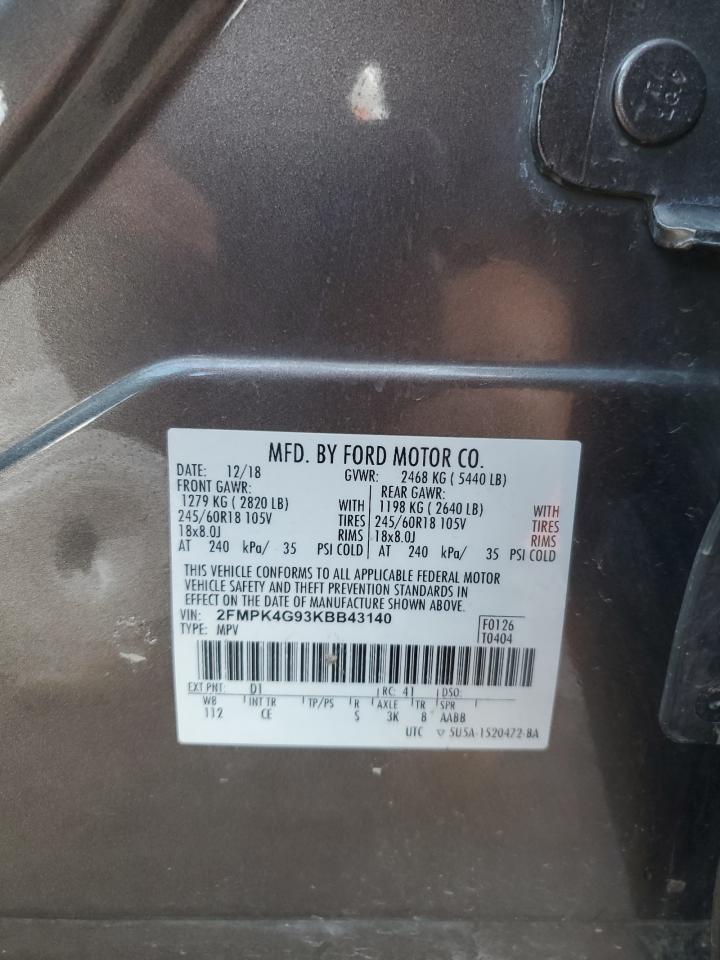 MFD. BY FORD MOTOR CO.
DATE: 12/18 GVWR: 2468 KG ( 5440 LB)
FRONT GAWR: REAR GAWR:
1279 KG ( 2820 LB) WITH 1198 KG ( 2640 LB) WITH
245/60R18 105V TIRES 245/60R18 105V TIRES
18x8.0J RIMS 18x8.0J RIMS
AT 240 kPa/ 35 PSI COLD AT 240 kPa/ 35 PSI COLD
THIS VEHICLE CONFORMS TO ALL APPLICABLE FEDERAL MOTOR
VEHICLE SAFETY AND THEFT PREVENTION STANDARDS IN
EFFECT ON THE DATE OF MANUFACTURE SHOWN ABOVE.
VIN: 2FMPK4G93KBB43140 F0126
TYPE: MPV T0404
EXT PNT: D1 RC: 41 DSO:
WB INT TR TP/PS R AXLE TR SPR
112 CE S 3K 8 AABB
UTC ▽ 5U5A-1520472-BA